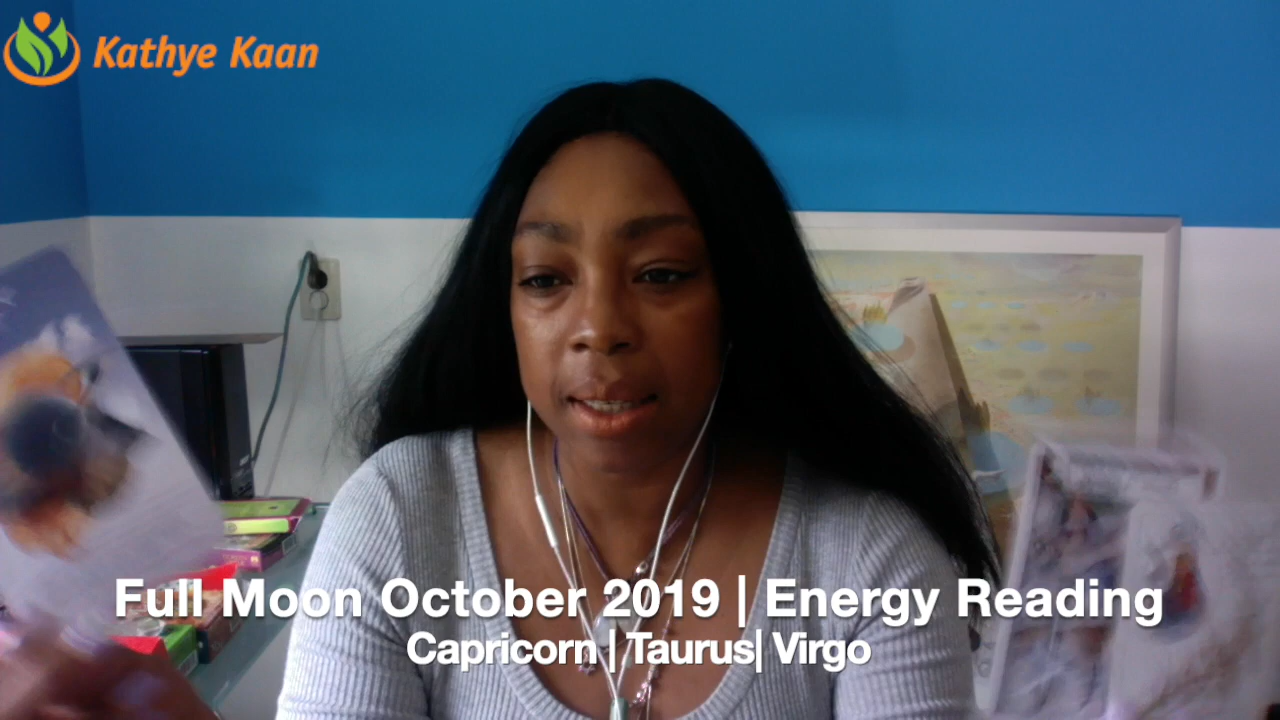 Kathye Kaan
Full Moon October 2019 | Energy Reading
Capricorn | Taurus| Virgo